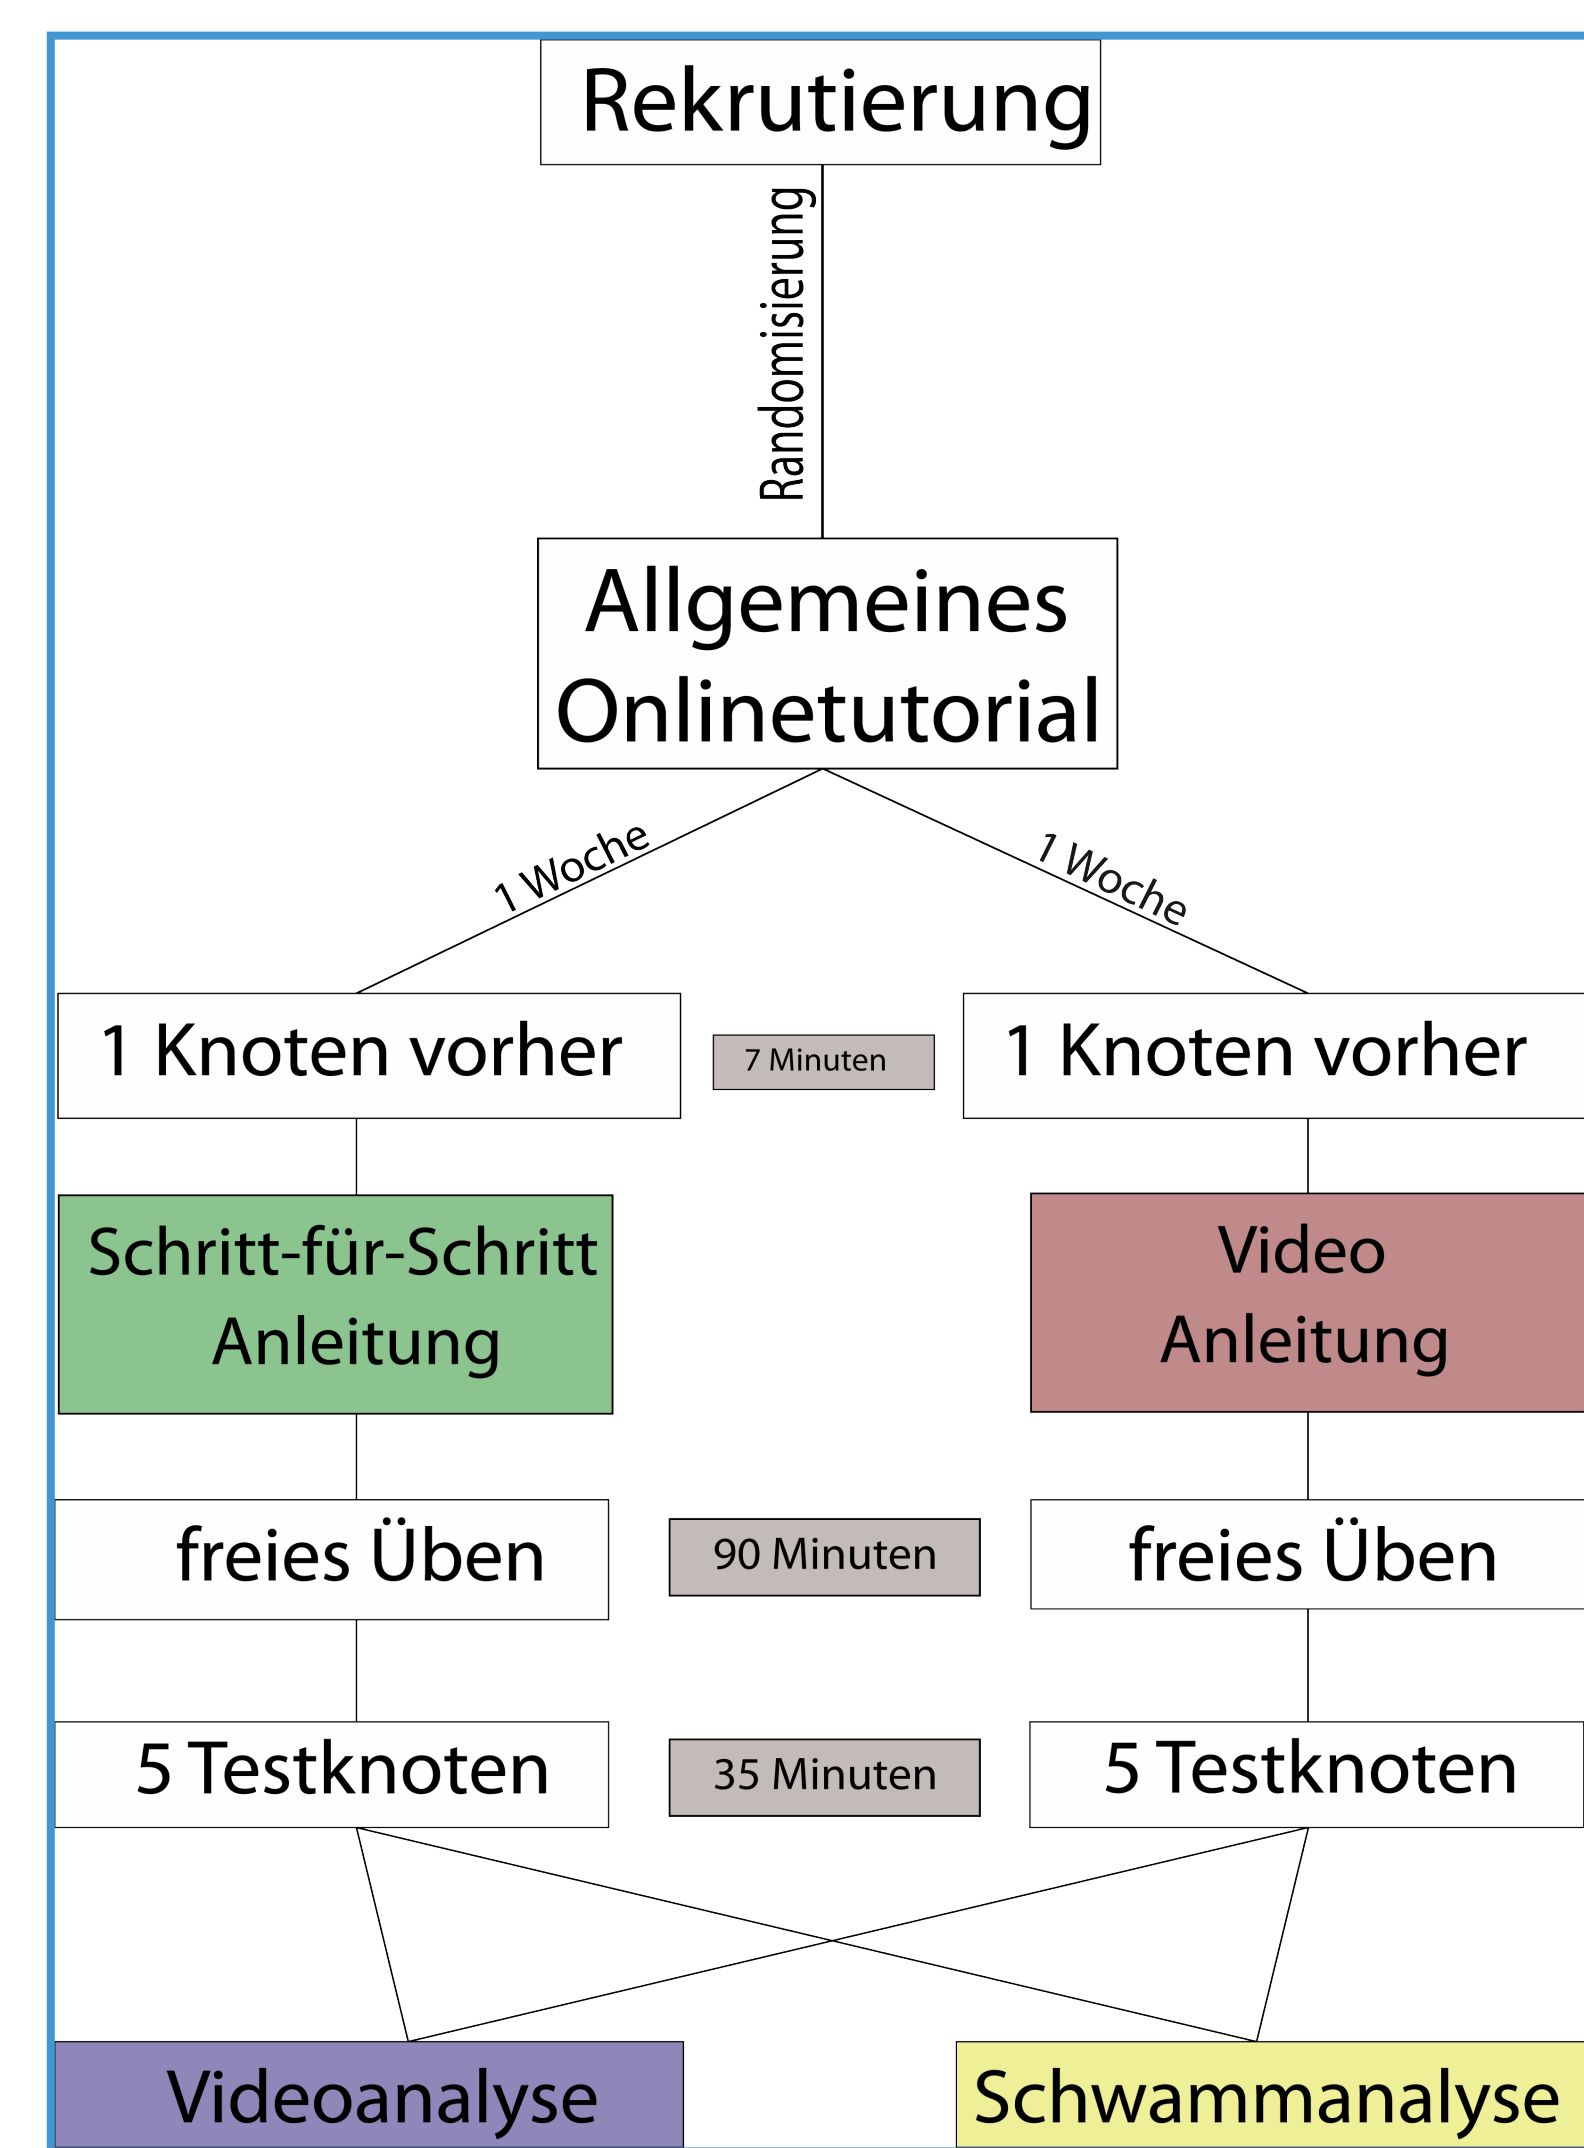 Rekrutierung
Randomisierung
Allgemeines
Onlinetutorial
1 Woche
1 Woche
1 Knoten vorher
7 Minuten
1 Knoten vorher
Schritt-für-Schritt
Anleitung
Video
Anleitung
freies Üben
90 Minuten
freies Üben
5 Testknoten
35 Minuten
5 Testknoten
Videoanalyse
Schwammanalyse